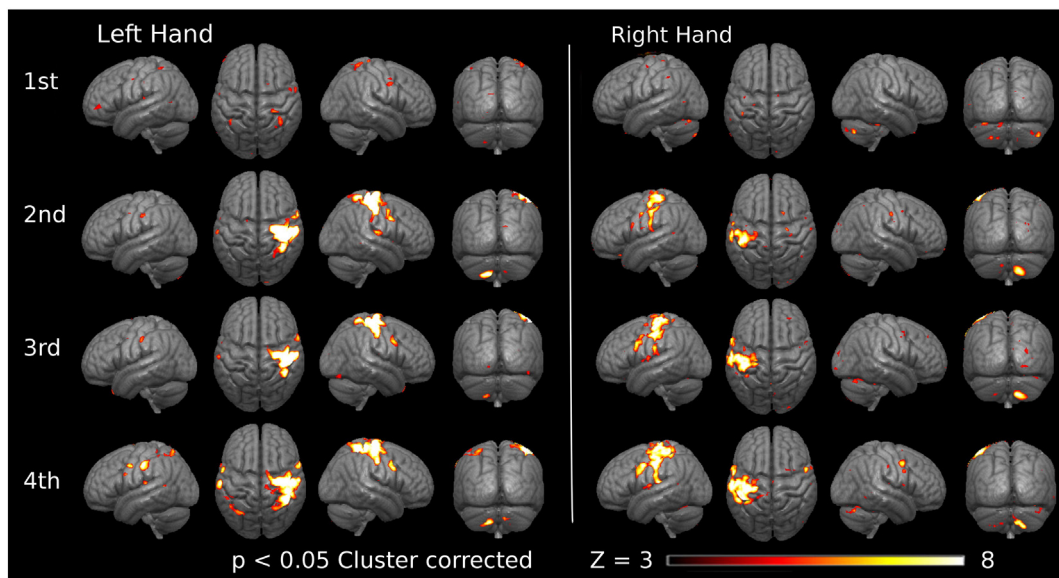 Left Hand
Right Hand
1st
2nd
3rd
4th
p < 0.05 Cluster corrected
Z = 3
8